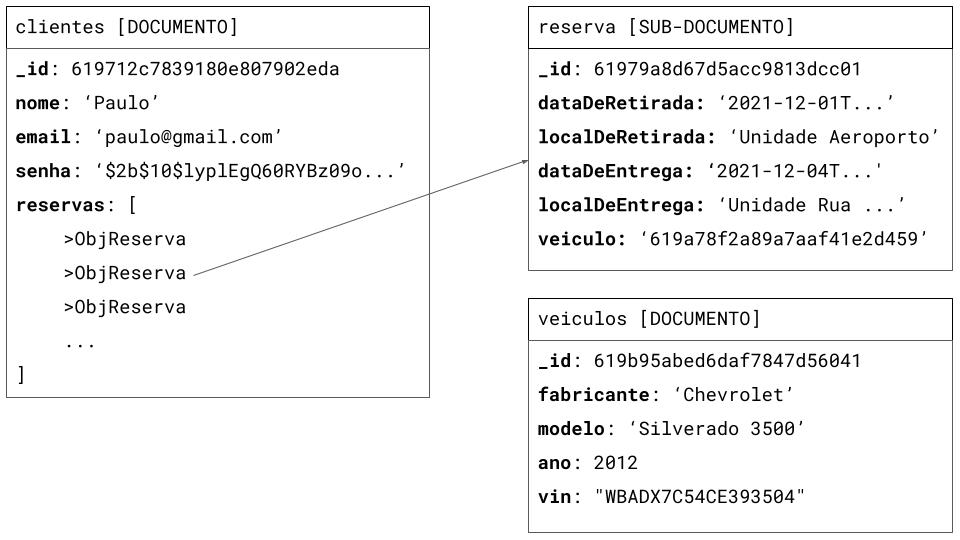 clientes [DOCUMENTO]
_id: 619712c7839180e807902eda
nome: ‘Paulo’
email: ‘paulo@gmail.com’
senha: ‘$2b$10$lyplEgQ60RYBz09o...’
reservas: [
>ObjReserva
>ObjReserva
>ObjReserva
...
]
reserva [SUB-DOCUMENTO]
_id: 61979a8d67d5acc9813dcc01
dataDeRetirada: ‘2021-12-01T...’
localDeRetirada: ‘Unidade Aeroporto’
dataDeEntrega: ‘2021-12-04T...'
localDeEntrega: ‘Unidade Rua ...’
veiculo: ‘619a78f2a89a7aaf41e2d459’
veiculos [DOCUMENTO]
_id: 619b95abed6daf7847d56041
fabricante: ‘Chevrolet’
modelo: ‘Silverado 3500’
ano: 2012
vin: "WBADX7C54CE393504"